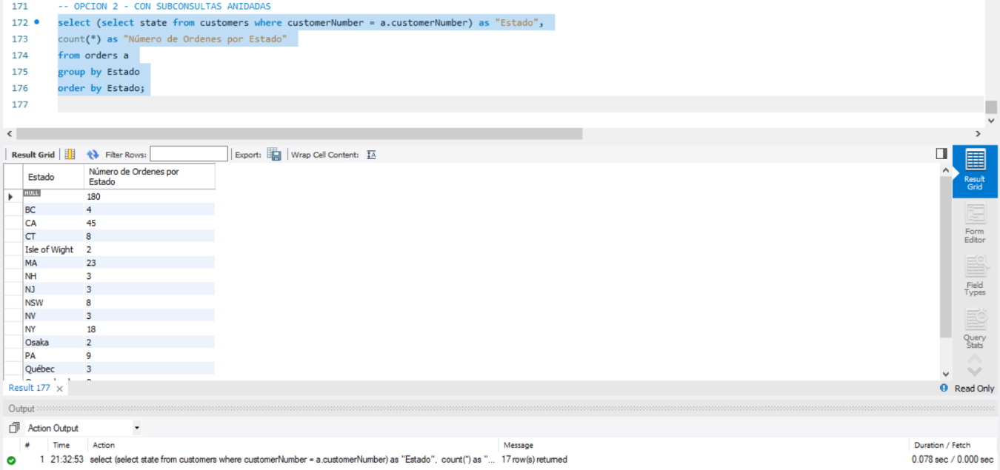 171 -- OPCION 2 - CON SUBCONSULTAS ANIDADAS
172 select (select state from customers where customerNumber = a.customerNumber) as "Estado",
173 count(*) as "Número de Ordenes por Estado"
174 from orders a
175 group by Estado
176 order by Estado;
177
Result Grid Filter Rows: Export: Wrap Cell Content:
Estado Número de Ordenes por
Estado
NULL 180
BC 4
CA 45
CT 8
Isle of Wight 2
MA 23
NH 3
NJ 3
NSW 8
NV 3
NY 18
Osaka 2
PA 9
Québec 3
Result
Grid
Form
Editor
Field
Types
Query
Stats
Result 177 Read Only
Output
Action Output
# Time Action Message Duration / Fetch
1 21:32:53 select (select state from customers where customerNumber = a.customerNumber) as "Estado", count(*) as "... 17 row(s) returned 0.078 sec / 0.000 sec